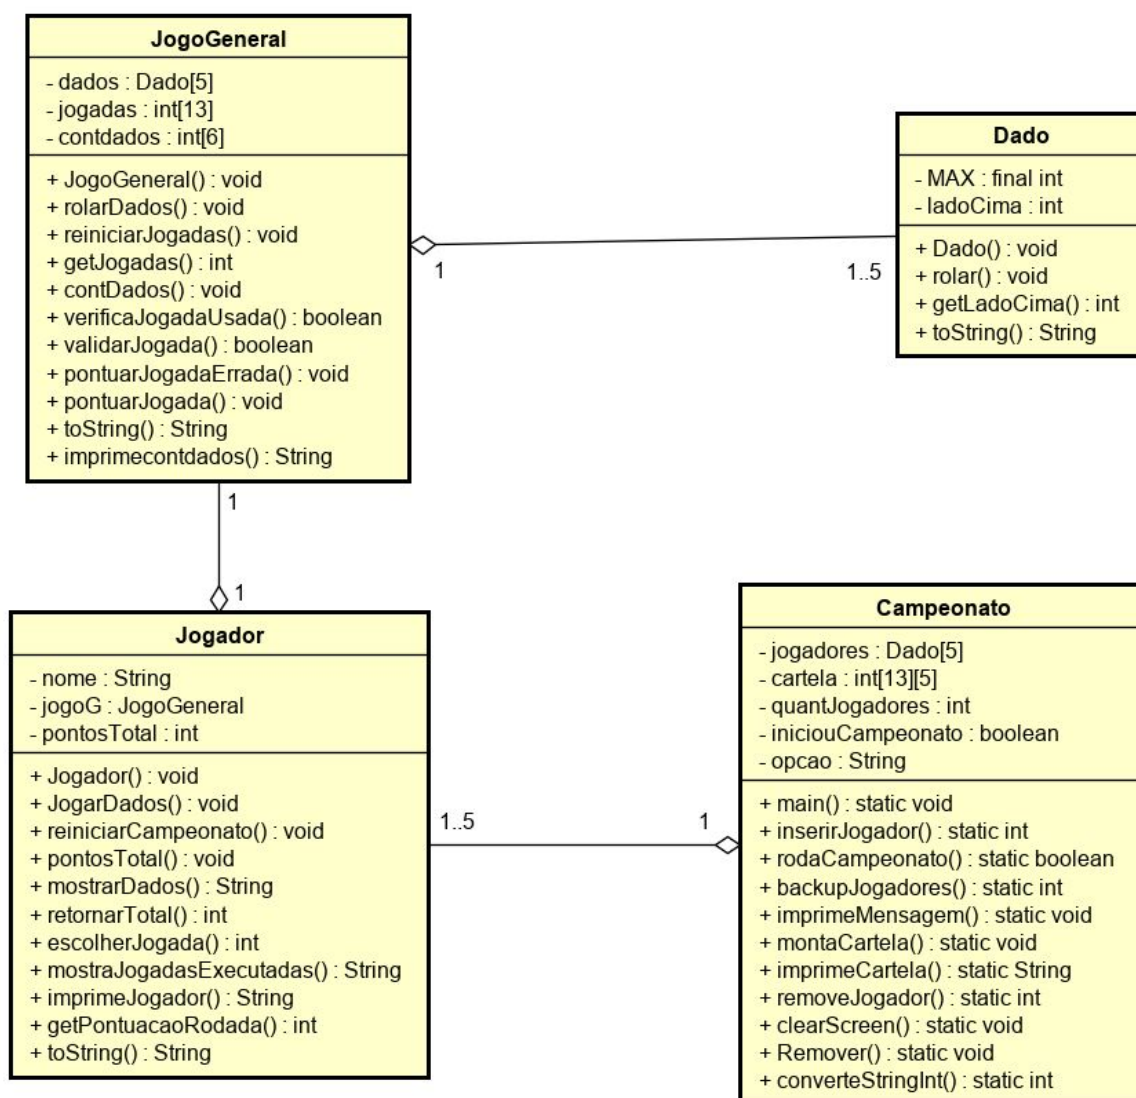 JogoGeneral
- dados : Dado[5]
- jogadas : int[13]
- contdados : int[6]
+ JogoGeneral() : void
+ rolarDados() : void
+ reiniciarJogadas() : void
+ getJogadas() : int
+ contDados() : void
+ verificaJogadaUsada() : boolean
+ validarJogada() : boolean
+ pontuarJogadaErrada() : void
+ pontuarJogada() : void
+ toString() : String
+ imprimecontdados() : String
1
1..5
Dado
- MAX : final int
- ladoCima : int
+ Dado() : void
+ rolar() : void
+ getLadoCima() : int
+ toString() : String
1
1
Jogador
- nome : String
- jogoG : JogoGeneral
- pontosTotal : int
+ Jogador() : void
+ JogarDados() : void
+ reiniciarCampeonato() : void
+ pontosTotal() : void
+ mostrarDados() : String
+ retornarTotal() : int
+ escolherJogada() : int
+ mostraJogadasExecutadas() : String
+ imprimeJogador() : String
+ getPontuacaoRodada() : int
+ toString() : String
1..5
1
Campeonato
- jogadores : Dado[5]
- cartela : int[13][5]
- quantJogadores : int
- iniciouCampeonato : boolean
- opcao : String
+ main() : static void
+ inserirJogador() : static int
+ rodaCampeonato() : static boolean
+ backupJogadores() : static int
+ imprimeMensagem() : static void
+ montaCartela() : static void
+ imprimeCartela() : static String
+ removeJogador() : static int
+ clearScreen() : static void
+ Remover() : static void
+ converteStringInt() : static int